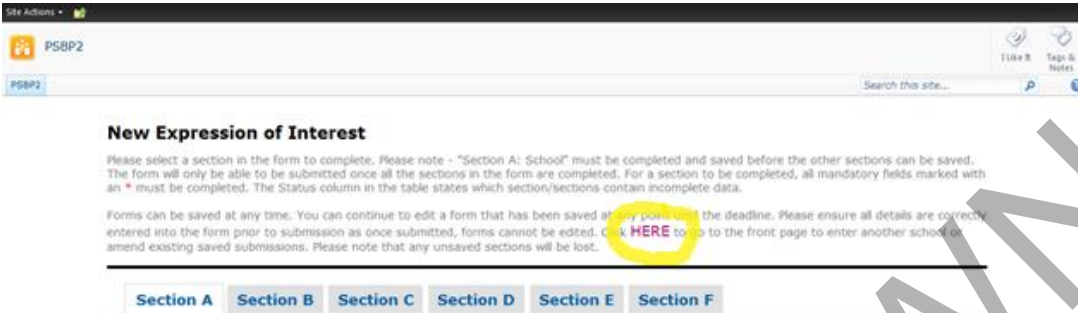 Site Actions
PSBP2
I Like It
Tags & Notes
PSBP2
Search this site...
New Expression of Interest
Please select a section in the form to complete. Please note - "Section A: School" must be completed and saved before the other sections can be saved.
The form will only be able to be submitted once all the sections in the form are completed. For a section to be completed, all mandatory fields marked with
an * must be completed. The Status column in the table states which section/sections contain incomplete data.
Forms can be saved at any time. You can continue to edit a form that has been saved at any point until the deadline. Please ensure all details are correctly
entered into the form prior to submission as once submitted, forms cannot be edited. Click HERE to go to the front page to enter another school or
amend existing saved submissions. Please note that any unsaved sections will be lost.
Section A Section B Section C Section D Section E Section F